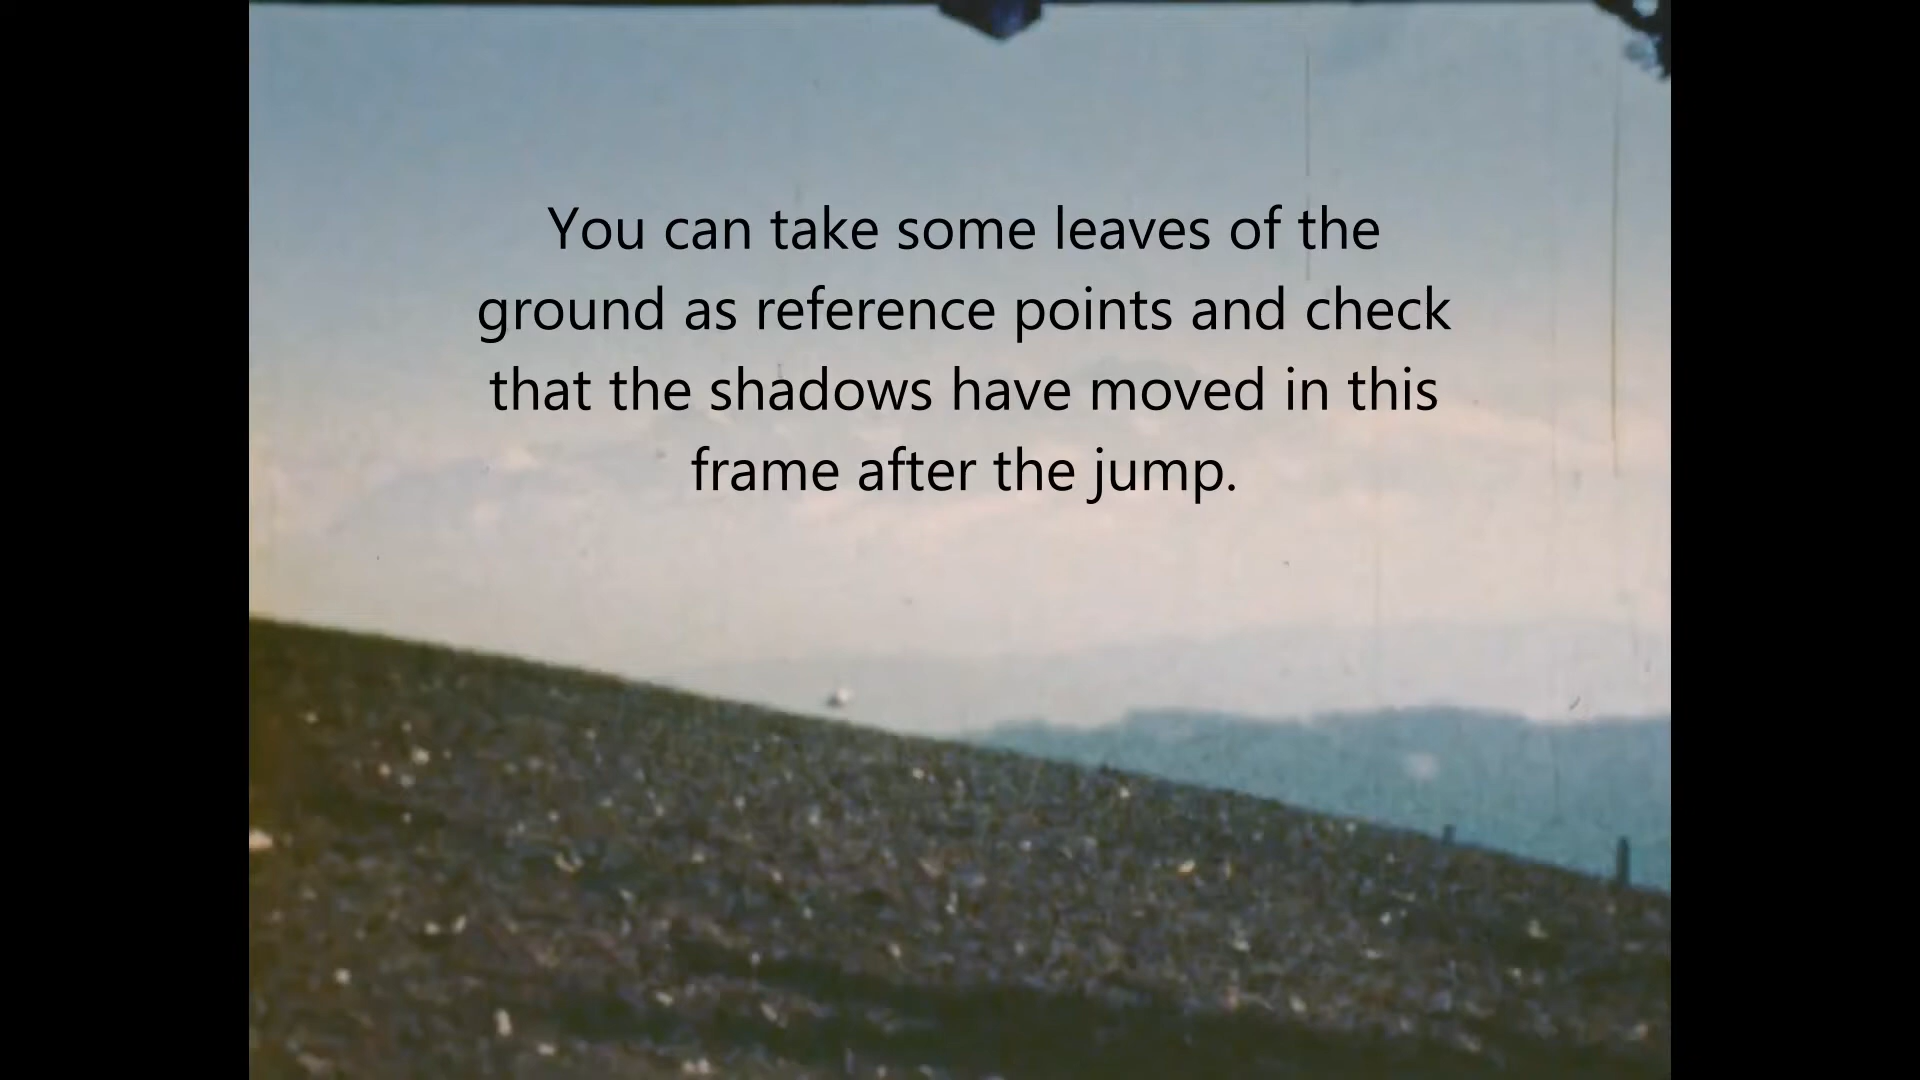 You can take some leaves of the
ground as reference points and check
that the shadows have moved in this
frame after the jump.